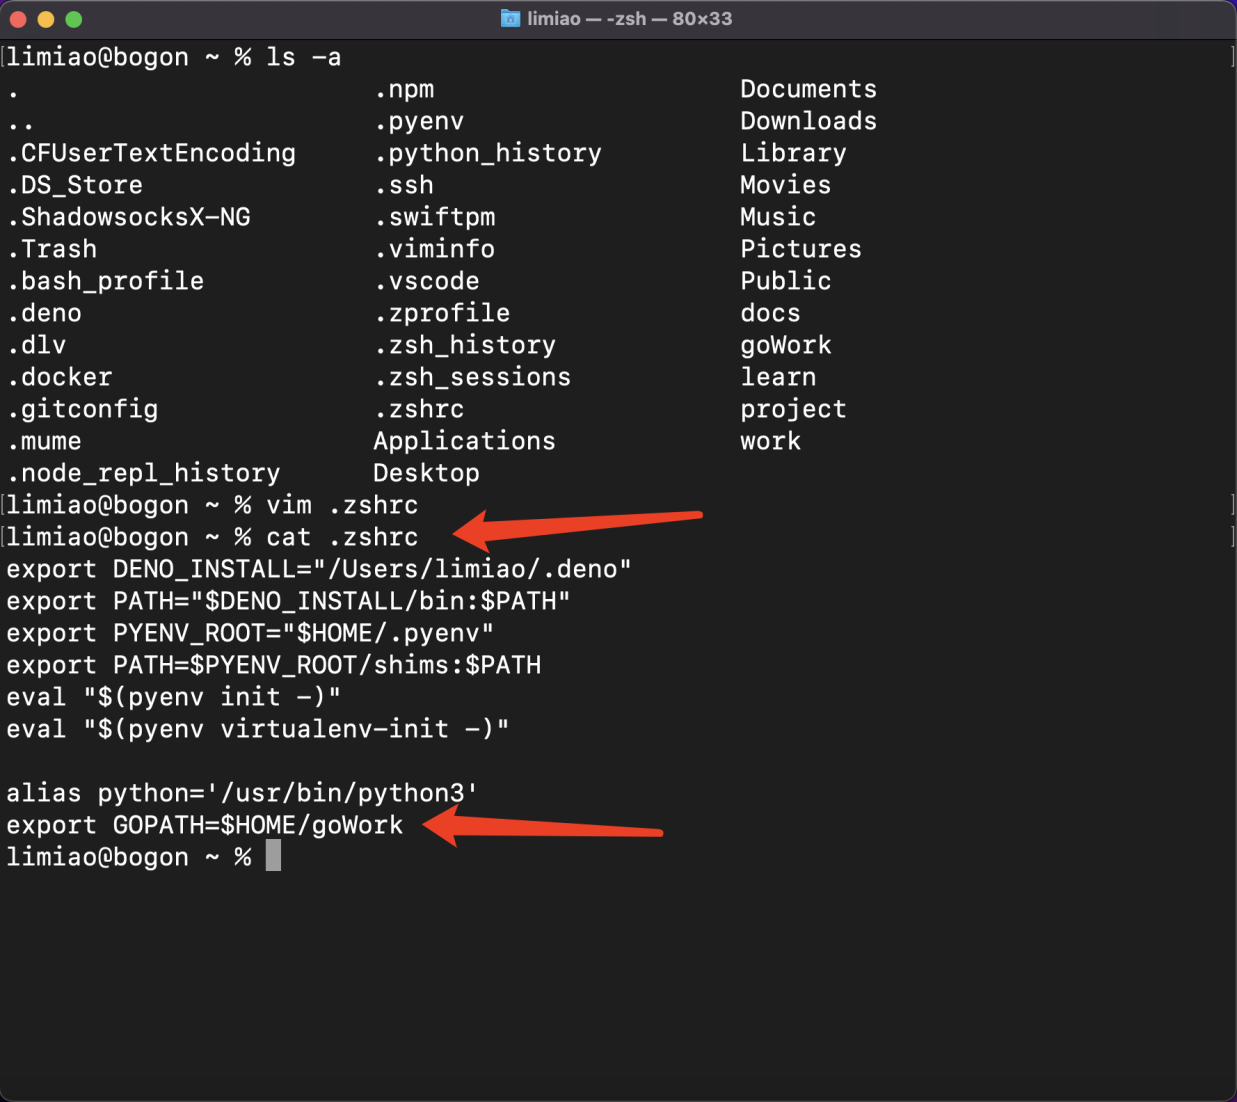 limiao — -zsh — 80×33
[limiao@bogon ~ % ls -a ]
. .npm Documents
.. .pyenv Downloads
.CFUserTextEncoding .python_history Library
.DS_Store .ssh Movies
.ShadowsocksX-NG .swiftpm Music
.Trash .viminfo Pictures
.bash_profile .vscode Public
.deno .zprofile docs
.dlv .zsh_history goWork
.docker .zsh_sessions learn
.gitconfig .zshrc project
.mume Applications work
.node_repl_history Desktop
[limiao@bogon ~ % vim .zshrc ]
[limiao@bogon ~ % cat .zshrc ]
export DENO_INSTALL="/Users/limiao/.deno"
export PATH="$DENO_INSTALL/bin:$PATH"
export PYENV_ROOT="$HOME/.pyenv"
export PATH=$PYENV_ROOT/shims:$PATH
eval "$(pyenv init -)"
eval "$(pyenv virtualenv-init -)"
alias python='/usr/bin/python3'
export GOPATH=$HOME/goWork
limiao@bogon ~ %